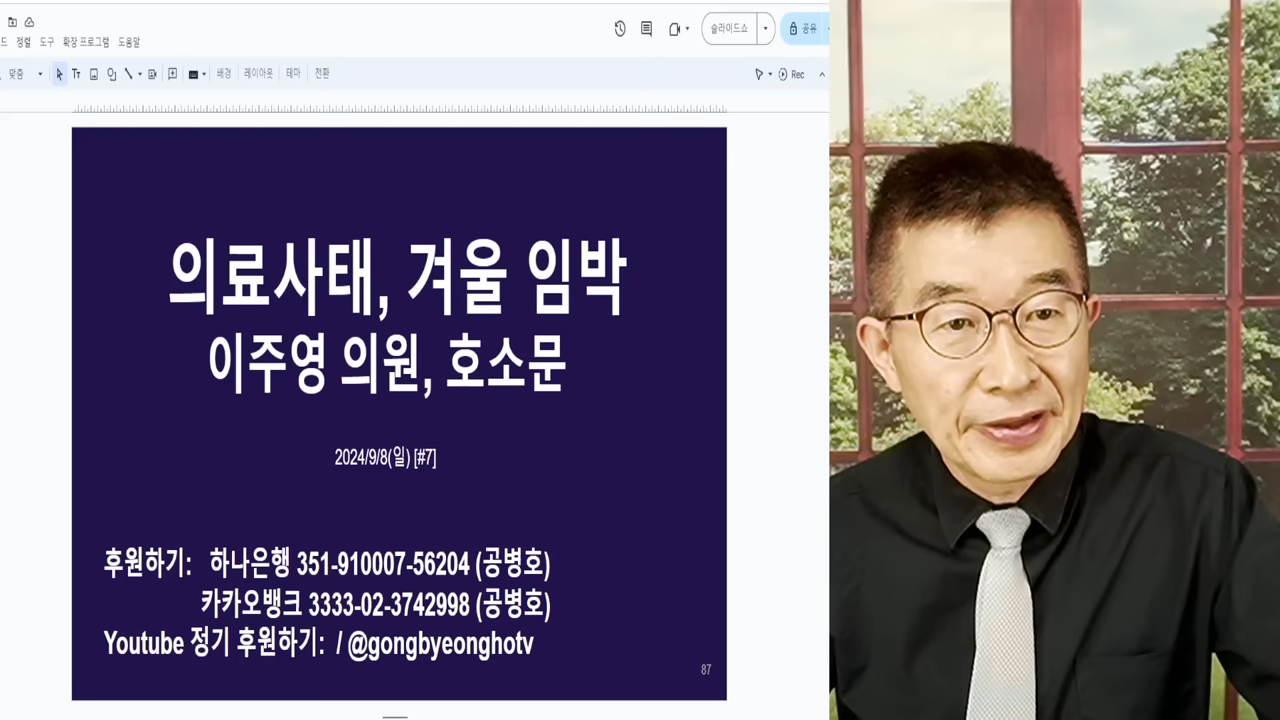 드 정렬 도구 확장 프로그램 도움말
슬라이드쇼
공유
맞춤
Tт
배경 레이아웃 테마 전환
Rec
의료사태, 겨울 임박
이주영 의원, 호소문
2024/9/8(일) [#7]
후원하기: 하나은행 351-910007-56204 (공병호)
카카오뱅크 3333-02-3742998 (공병호)
Youtube 정기 후원하기: / @gongbyeonghotv
87